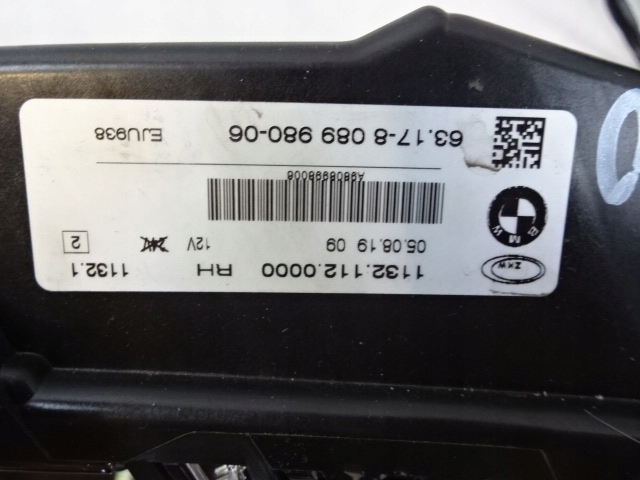 ZKW
1132.112.0000 RH 1132.1
BMW
05.08.19 09 12V 2
A9808998006
63.17-8 089 980-06 EJU938